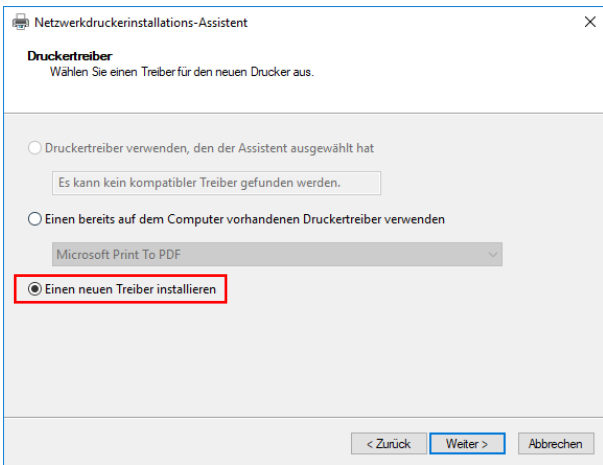 Netzwerkdruckerinstallations-Assistent
Druckertreiber
Wählen Sie einen Treiber für den neuen Drucker aus.
Druckertreiber verwenden, den der Assistent ausgewählt hat
Es kann kein kompatibler Treiber gefunden werden.
Einen bereits auf dem Computer vorhandenen Druckertreiber verwenden
Microsoft Print To PDF
Einen neuen Treiber installieren
< Zurück Weiter > Abbrechen